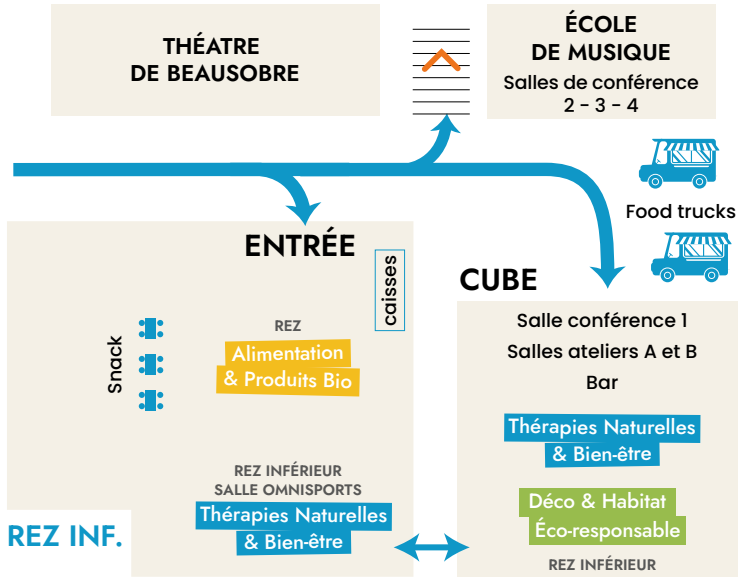 THÉATRE
DE BEAUSOBRE
ÉCOLE
DE MUSIQUE
Salles de conférence
2 - 3 - 4
Food trucks
ENTRÉE
caisses
Snack
REZ
Alimentation
& Produits Bio
REZ INFÉRIEUR
SALLE OMNISPORTS
Thérapies Naturelles
& Bien-être
REZ INF.
CUBE
Salle conférence 1
Salles ateliers A et B
Bar
Thérapies Naturelles
& Bien-être
Déco & Habitat
Éco-responsable
REZ INFÉRIEUR